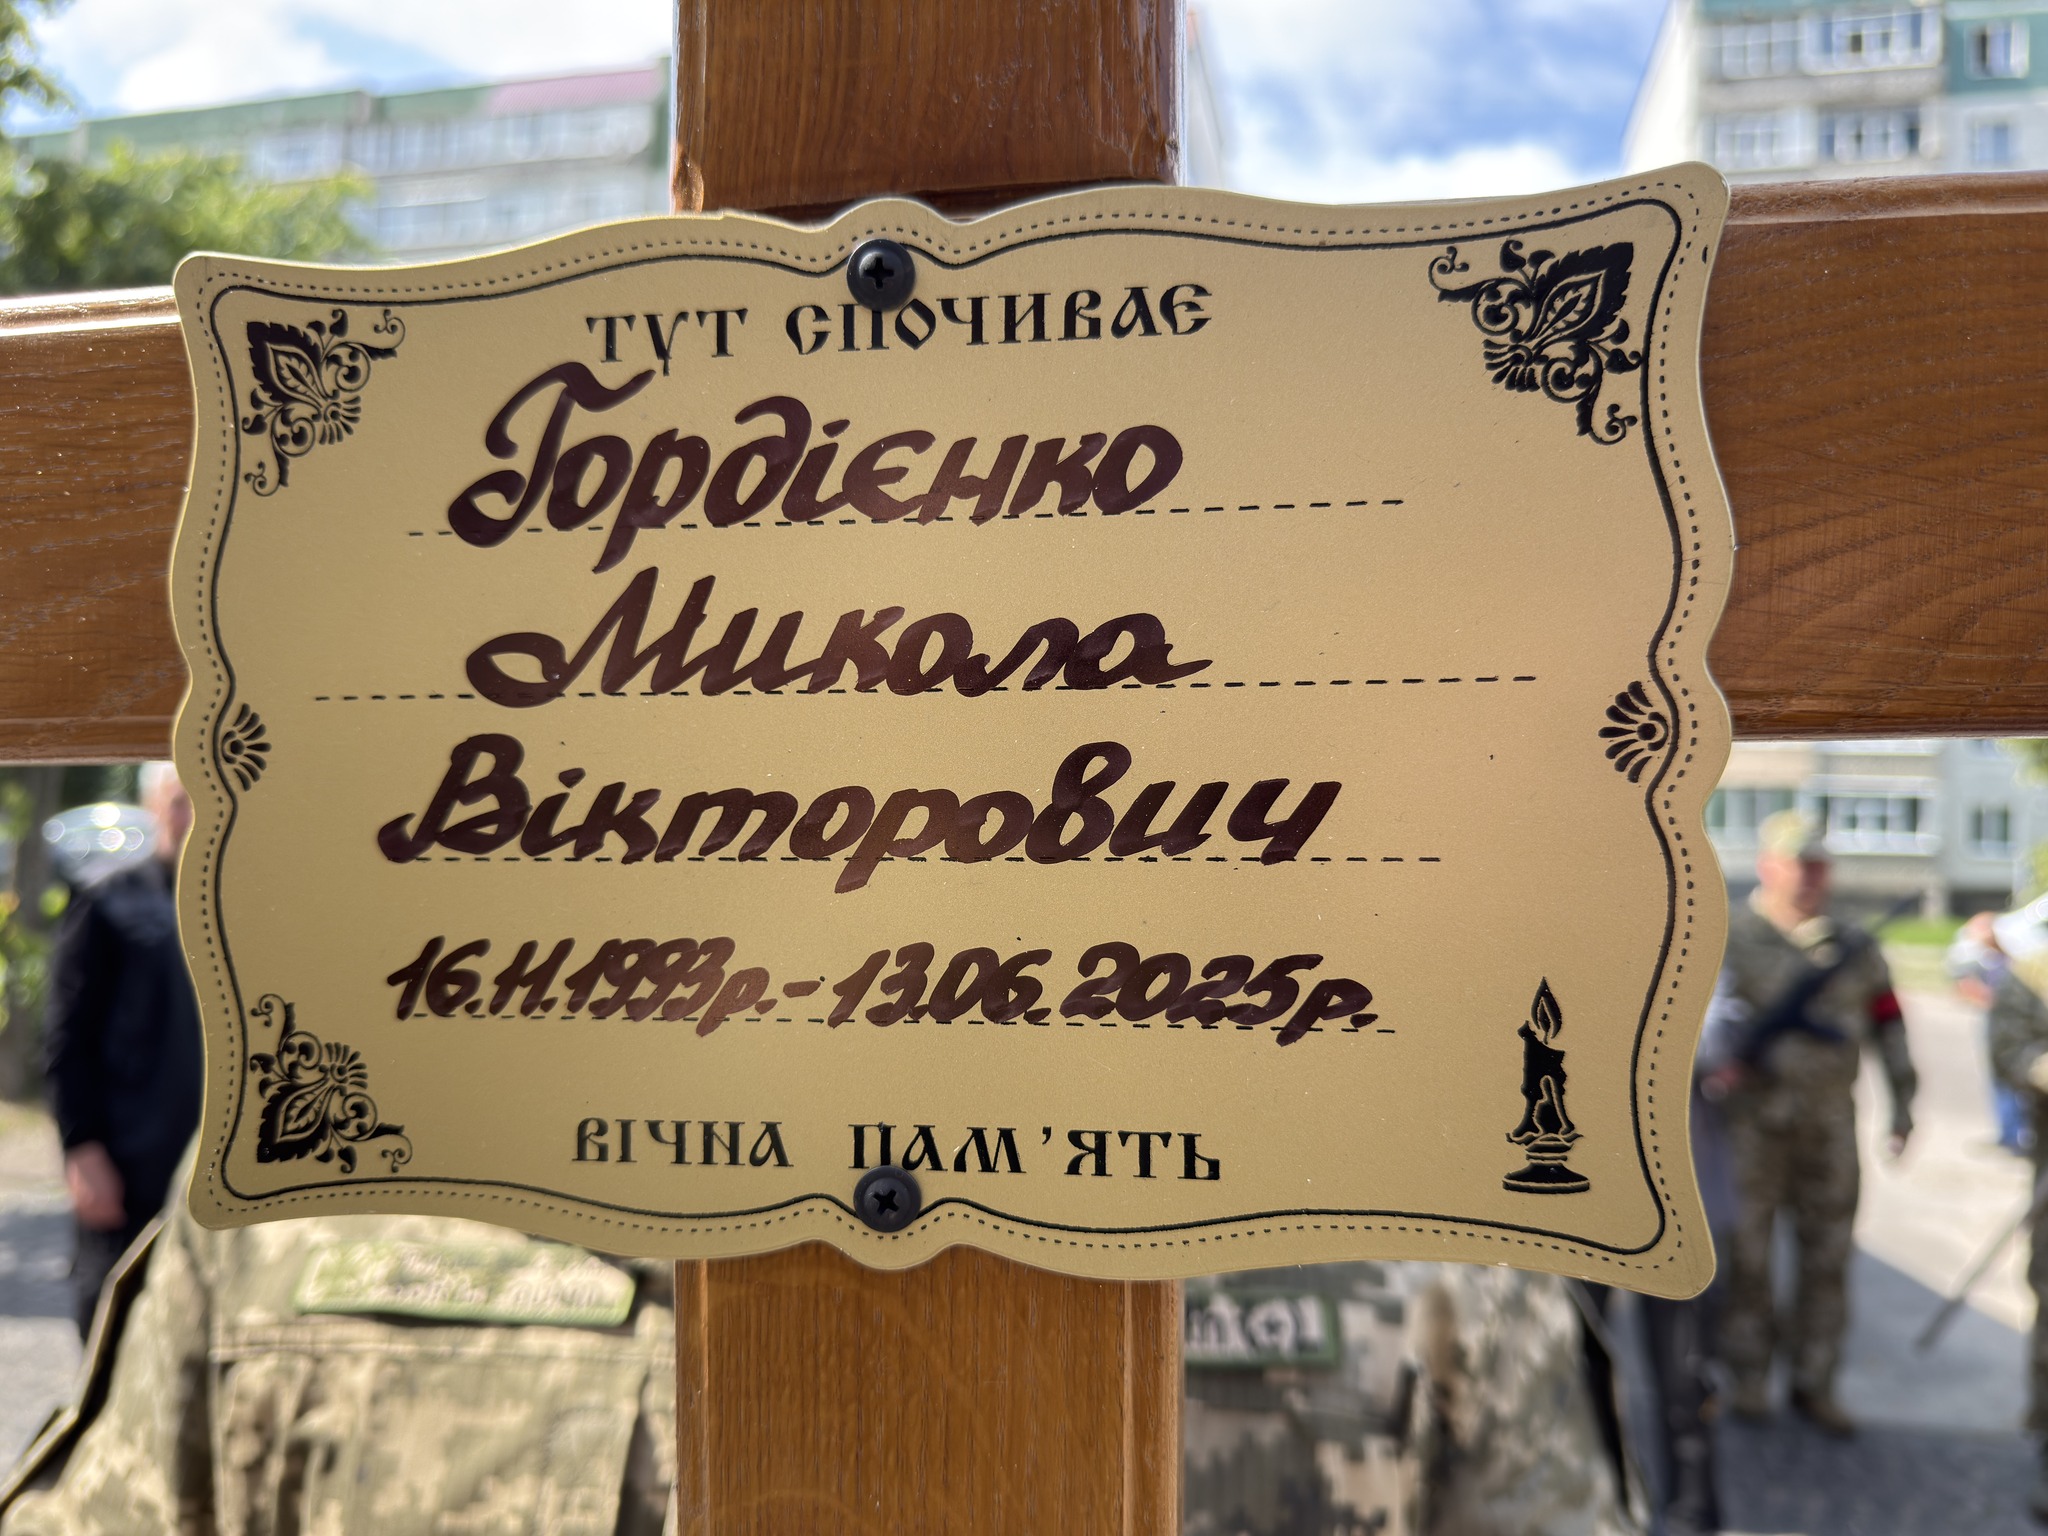 ТУТ СПОЧИВАЄ
Гордієнко
Микола
Вікторович
16.11.1993р.-13.06.2025р.
ВІЧНА ПАМ'ЯТЬ